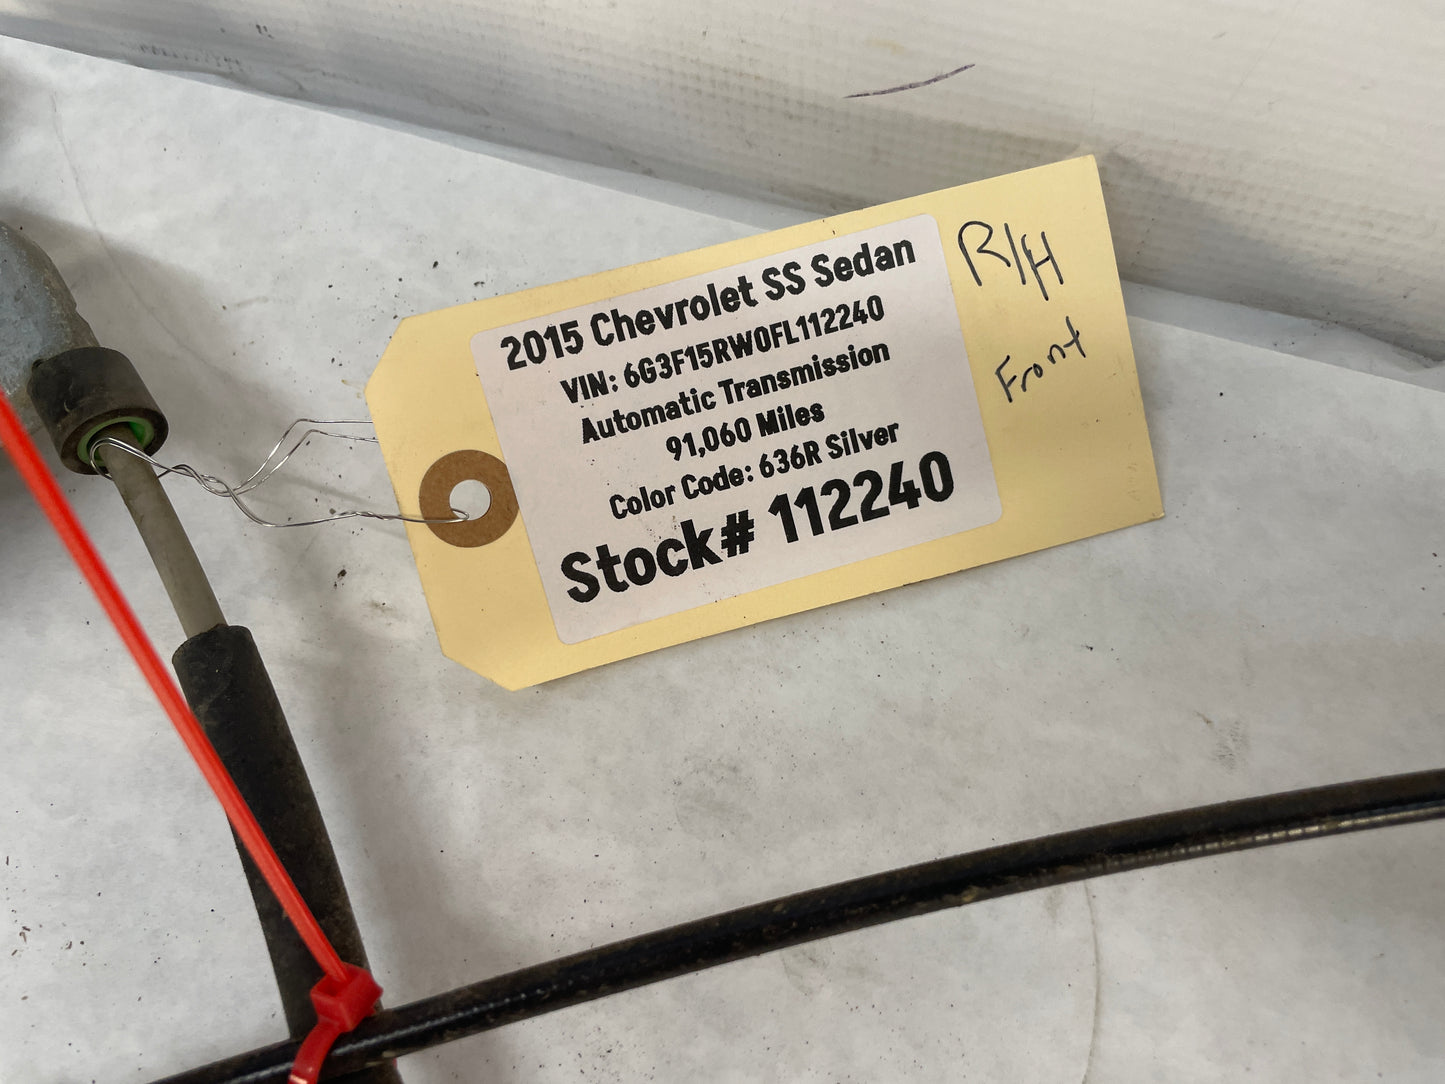 2015 Chevrolet SS Sedan
VIN: 6G3F15RW0FL112240
Automatic Transmission
91,060 Miles
Color Code: 636R Silver
Stock# 112240
R/H
Front